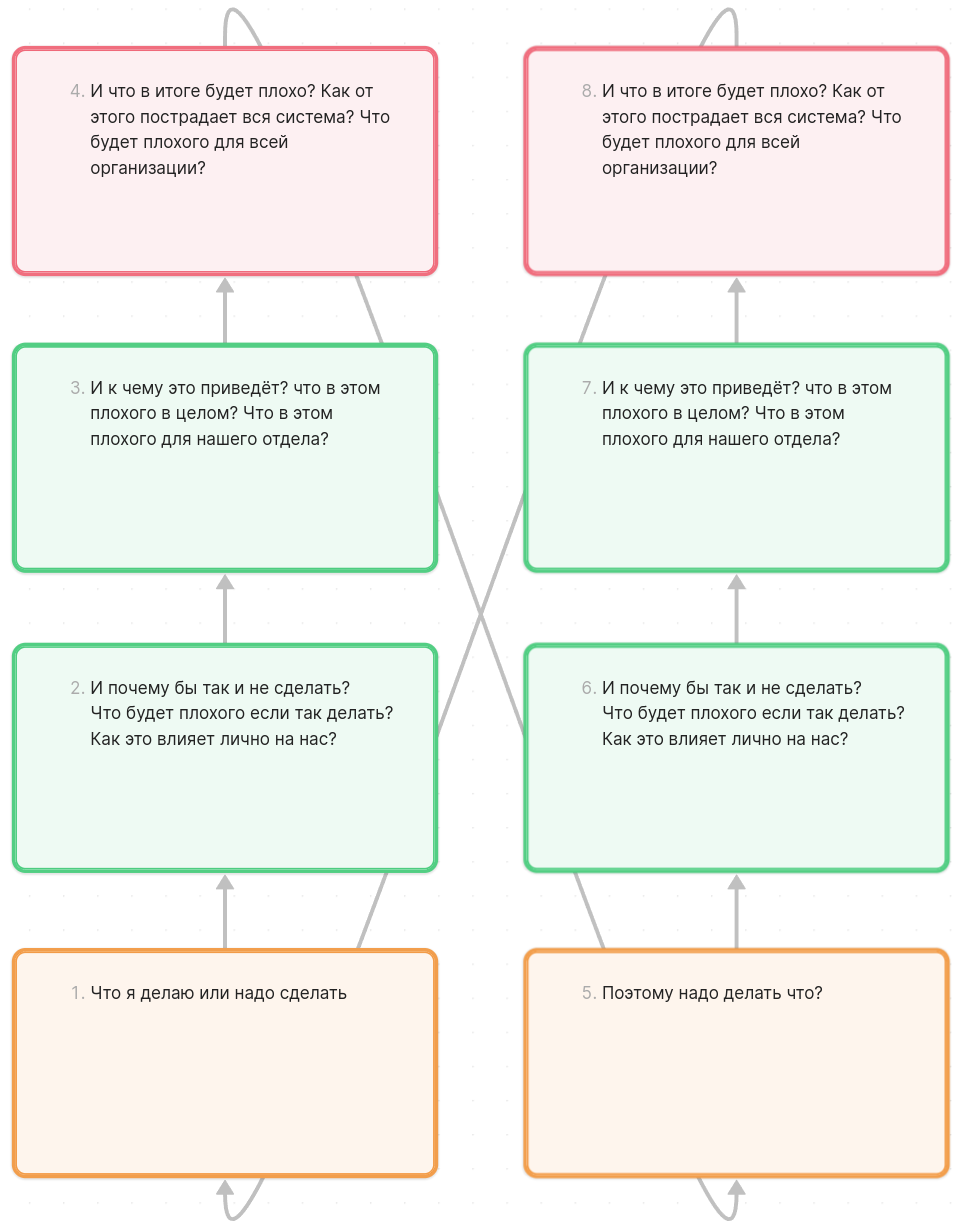 4. И что в итоге будет плохо? Как от
этого пострадает вся система? Что
будет плохого для всей
организации?
8. И что в итоге будет плохо? Как от
этого пострадает вся система? Что
будет плохого для всей
организации?
3. И к чему это приведёт? что в этом
плохого в целом? Что в этом
плохого для нашего отдела?
7. И к чему это приведёт? что в этом
плохого в целом? Что в этом
плохого для нашего отдела?
2. И почему бы так и не сделать?
Что будет плохого если так делать?
Как это влияет лично на нас?
6. И почему бы так и не сделать?
Что будет плохого если так делать?
Как это влияет лично на нас?
1. Что я делаю или надо сделать
5. Поэтому надо делать что?